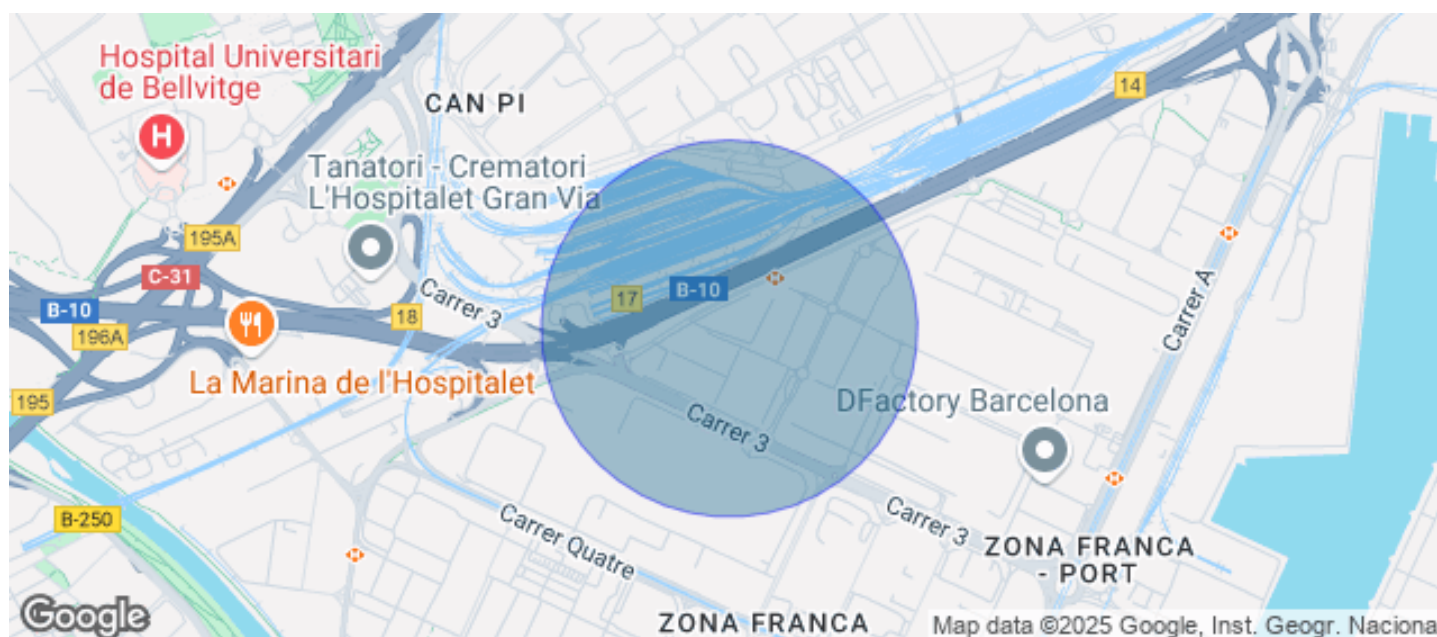 Hospital Universitari
de Bellvitge
H
CAN PI
14
Tanatori - Crematori
L'Hospitalet Gran Via
195A
C-31
B-10
196A
18
Carrer 3
17
B-10
Carrer A
La Marina de l'Hospitalet
195
DFactory Barcelona
Carrer 3
B-250
Carrer Quatre
Carrer 3
ZONA FRANCA
- PORT
ZONA FRANCA
Google
Map data ©2025 Google, Inst. Geogr. Naciona